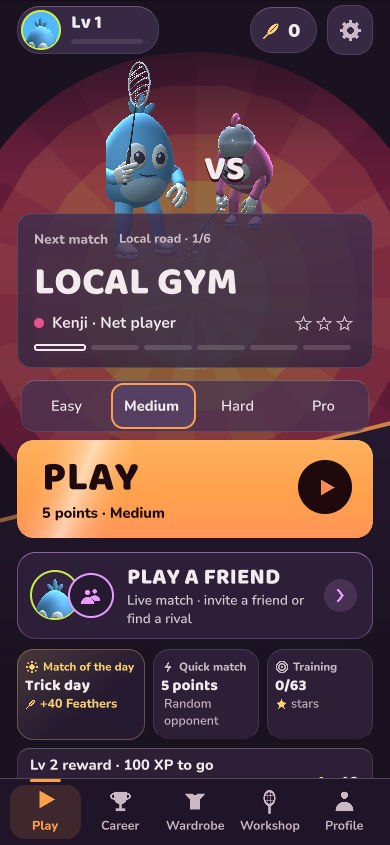 Lv 1
0
VS
Next match Local road · 1/6
LOCAL GYM
Kenji · Net player
Easy Medium Hard Pro
PLAY
5 points · Medium
PLAY A FRIEND
Live match · invite a friend or
find a rival
Match of the day
Trick day
+40 Feathers
Quick match
5 points
Random
opponent
Training
0/63
stars
Lv 2 reward · 100 XP to go
Play Career Wardrobe Workshop Profile